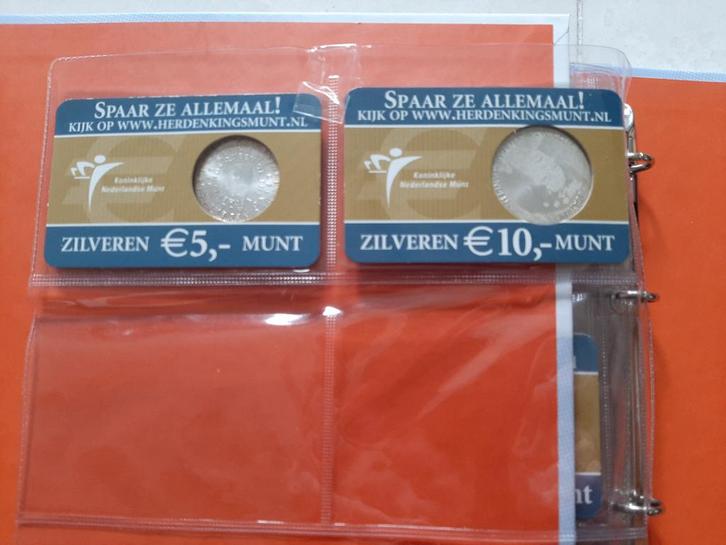 SPAAR ZE ALLEMAAL!
KIJK OP WWW.HERDENKINGSMUNT.NL
Koninklijke
Nederlandse Munt
ZILVEREN €5,- MUNT
SPAAR ZE ALLEMAAL!
KIJK OP WWW.HERDENKINGSMUNT.NL
Koninklijke
Nederlandse Munt
ZILVEREN €10,- MUNT
nt